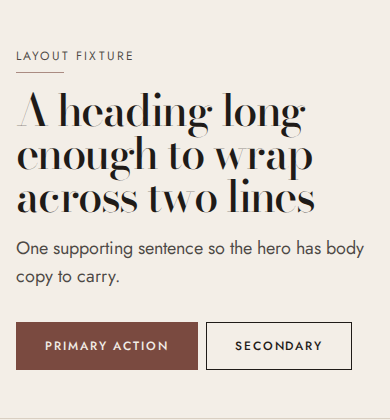 LAYOUT FIXTURE
A heading long
enough to wrap
across two lines
One supporting sentence so the hero has body
copy to carry.
PRIMARY ACTION
SECONDARY